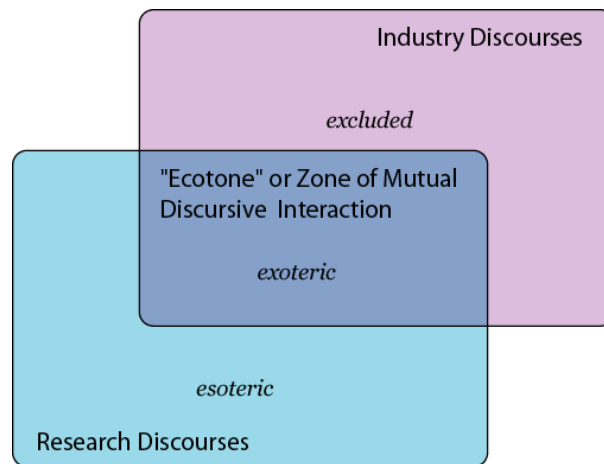 Industry Discourses
excluded
"Ecotone" or Zone of Mutual
Discursive Interaction
exoteric
esoteric
Research Discourses